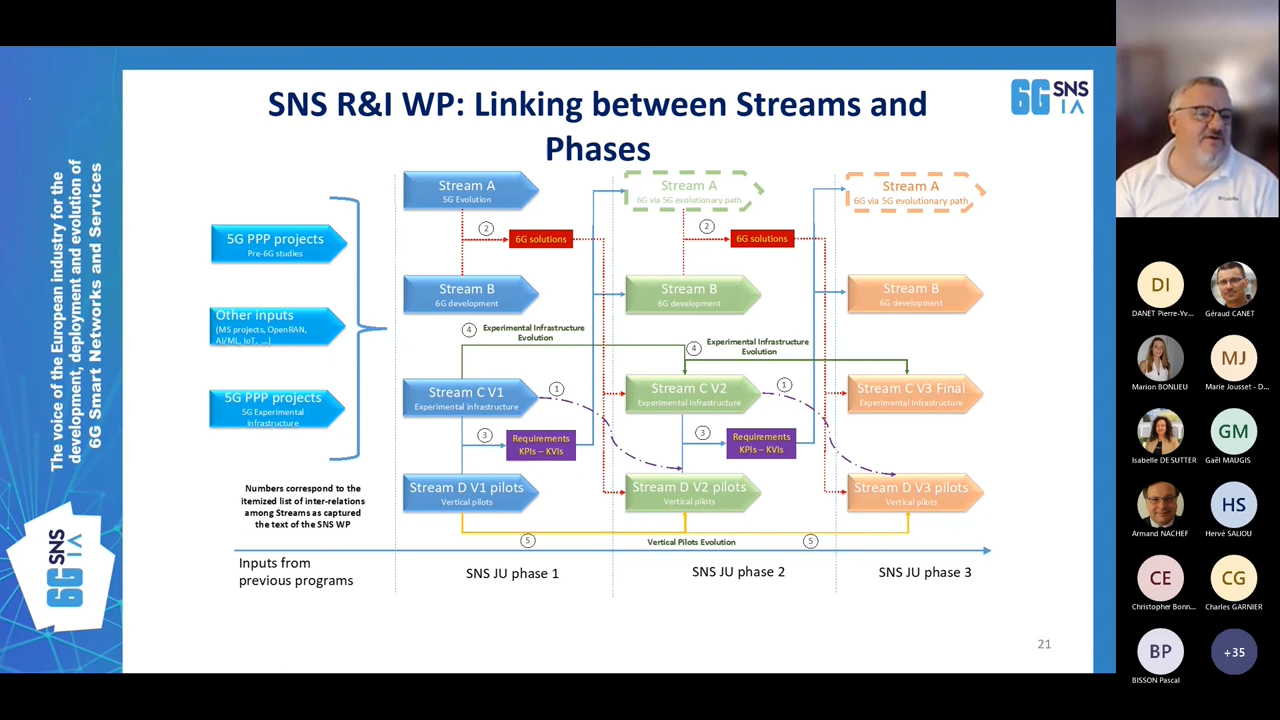 SNS R&I WP: Linking between Streams and
Phases
6G SNS
IA
The voice of the European industry for the
development, deployment and evolution of
6G Smart Networks and Services
6G SNS
IA
5G PPP projects
Pre-6G studies
Other inputs
(MS projects, OpenRAN,
AI/ML, IoT, ...)
5G PPP projects
5G Experimental
Infrastructure
Numbers correspond to the
itemized list of inter-relations
among Streams as captured
the text of the SNS WP
Inputs from
previous programs
Stream A
5G Evolution
2
6G solutions
Stream B
6G development
4
Experimental Infrastructure
Evolution
Stream C V1
Experimental infrastructure
1
3
Requirements
KPIs – KVIs
Stream D V1 pilots
Vertical pilots
5
SNS JU phase 1
Stream A
6G via 5G evolutionary path
2
6G solutions
Stream B
6G development
4
Experimental Infrastructure
Evolution
Stream C V2
Experimental infrastructure
1
3
Requirements
KPIs – KVIs
Stream D V2 pilots
Vertical pilots
Vertical Pilots Evolution
5
SNS JU phase 2
Stream A
6G via 5G evolutionary path
Stream B
6G development
Stream C V3 Final
Experimental Infrastructure
Stream D V3 pilots
Vertical pilots
SNS JU phase 3
21
DI
DANET Pierre-Yv...
Géraud CANET
Marion BONLIEU
MJ
Marie Jousset - D...
Isabelle DE SUTTER
GM
Gaël MAUGIS
Armand NACHEF
HS
Hervé SALIOU
CE
Christopher Bonn...
CG
Charles GARNIER
BP
BISSON Pascal
+35